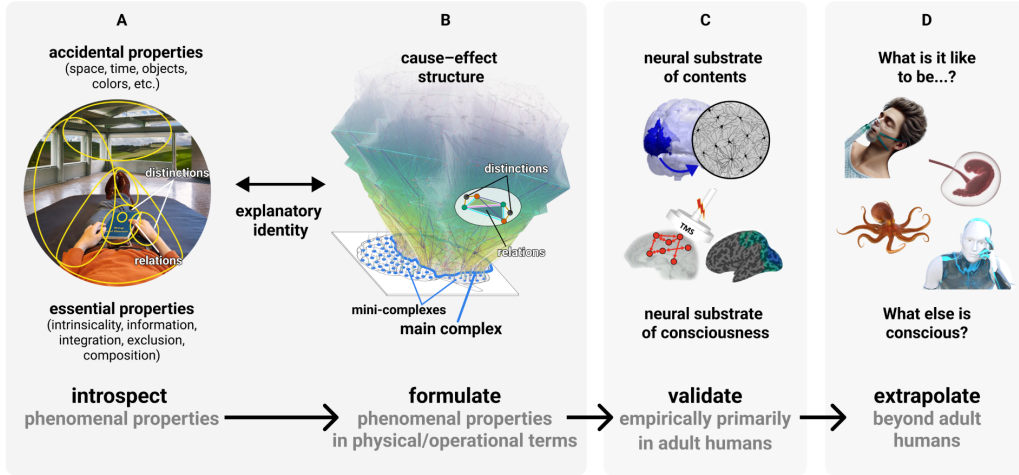 A
accidental properties
(space, time, objects,
colors, etc.)
distinctions
relations
essential properties
(intrinsicality, information,
integration, exclusion,
composition)
introspect
phenomenal properties
explanatory
identity
B
cause–effect
structure
distinctions
relations
mini-complexes
main complex
formulate
phenomenal properties
in physical/operational terms
C
neural substrate
of contents
TMS
neural substrate
of consciousness
validate
empirically primarily
in adult humans
D
What is it like
to be...?
What else is
conscious?
extrapolate
beyond adult
humans